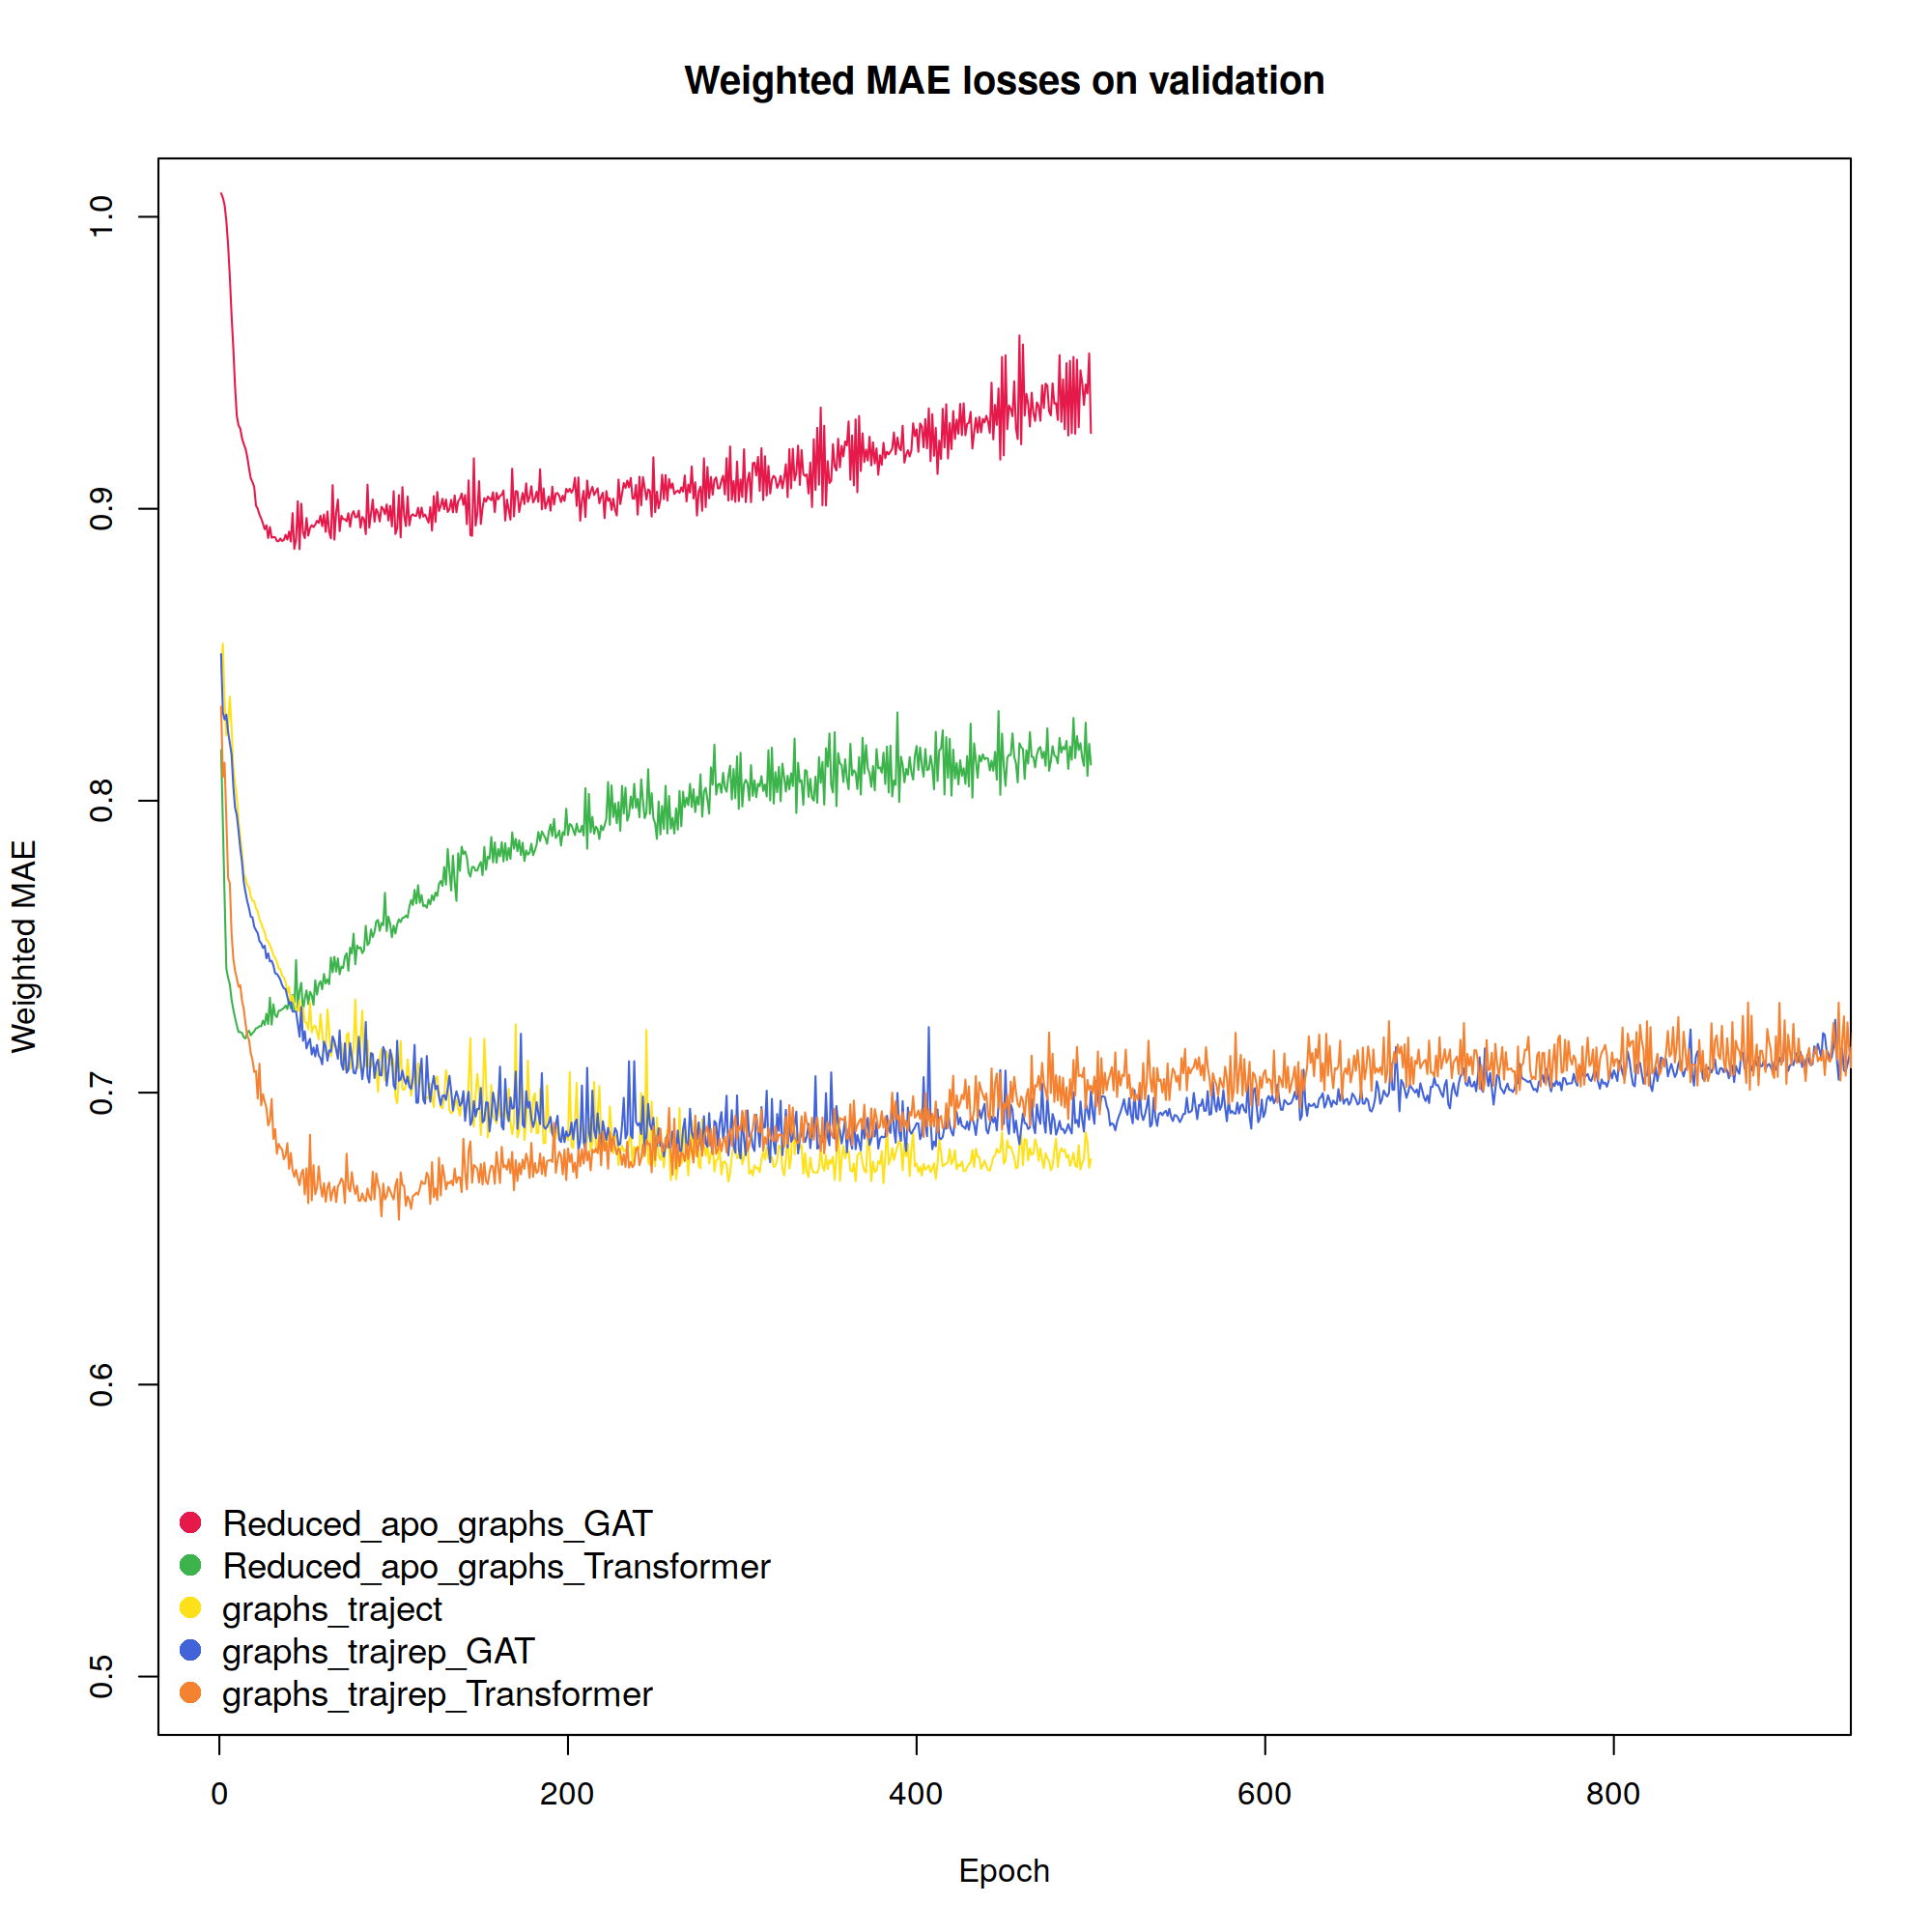 Weighted MAE losses on validation
Weighted MAE
1.0
0.9
0.8
0.7
0.6
0.5
Reduced_apo_graphs_GAT
Reduced_apo_graphs_Transformer
graphs_traject
graphs_trajrep_GAT
graphs_trajrep_Transformer
0 200 400 600 800
Epoch